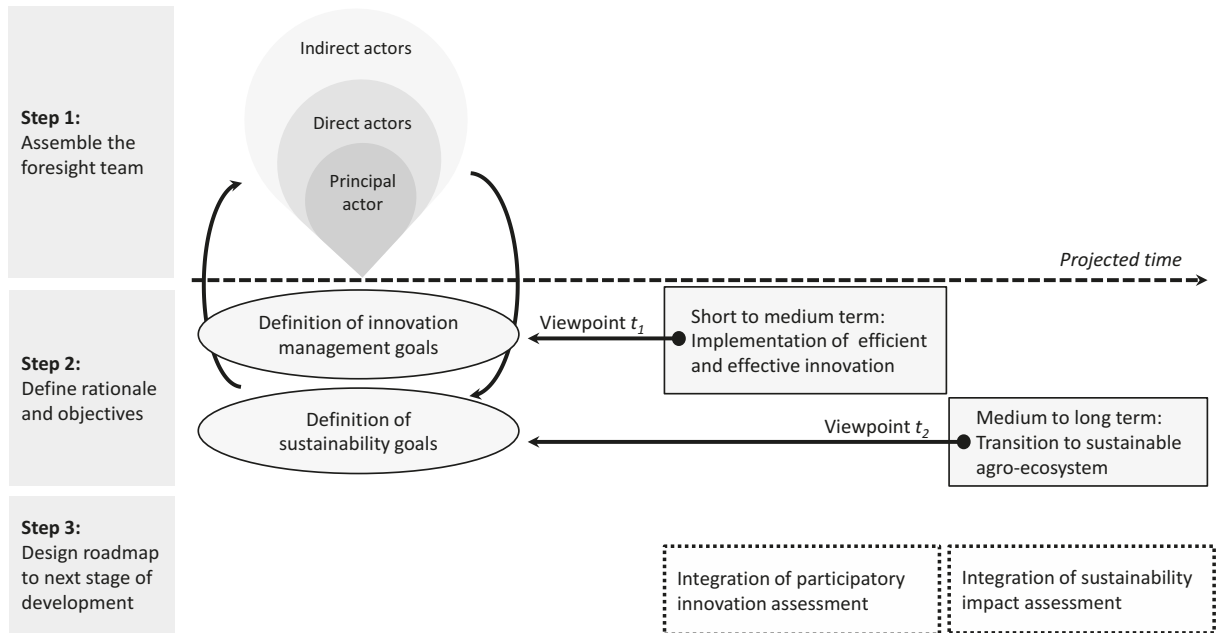 Step 1:
Assemble the
foresight team
Indirect actors
Direct actors
Principal
actor
Projected time
Step 2:
Define rationale
and objectives
Definition of innovation
management goals
Viewpoint t1
Short to medium term:
Implementation of efficient
and effective innovation
Definition of
sustainability goals
Viewpoint t2
Medium to long term:
Transition to sustainable
agro-ecosystem
Step 3:
Design roadmap
to next stage of
development
Integration of participatory
innovation assessment
Integration of sustainability
impact assessment